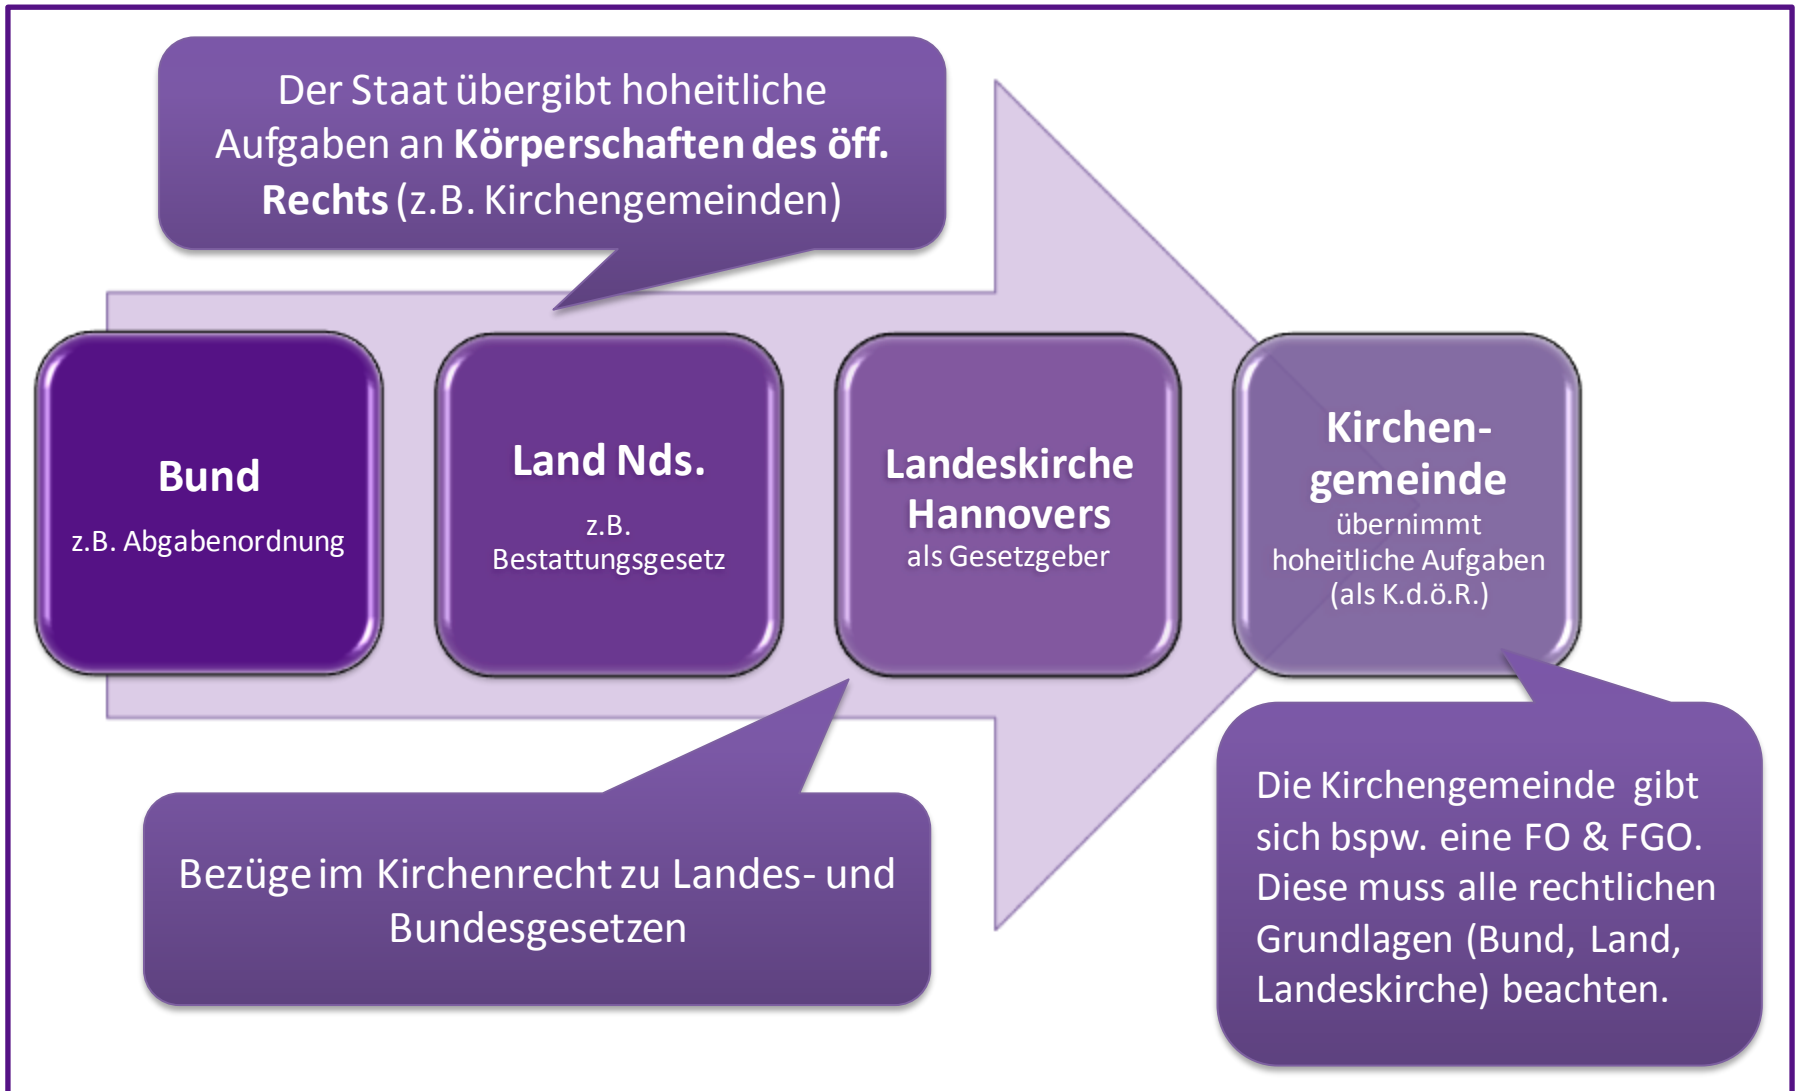 Der Staat übergibt hoheitliche
Aufgaben an Körperschaften des öff.
Rechts (z.B. Kirchengemeinden)
Bund
z.B. Abgabenordnung
Land Nds.
z.B.
Bestattungsgesetz
Landeskirche
Hannovers
als Gesetzgeber
Kirchen-
gemeinde
übernimmt
hoheitliche Aufgaben
(als K.d.ö.R.)
Bezüge im Kirchenrecht zu Landes- und
Bundesgesetzen
Die Kirchengemeinde gibt
sich bspw. eine FO & FGO.
Diese muss alle rechtlichen
Grundlagen (Bund, Land,
Landeskirche) beachten.